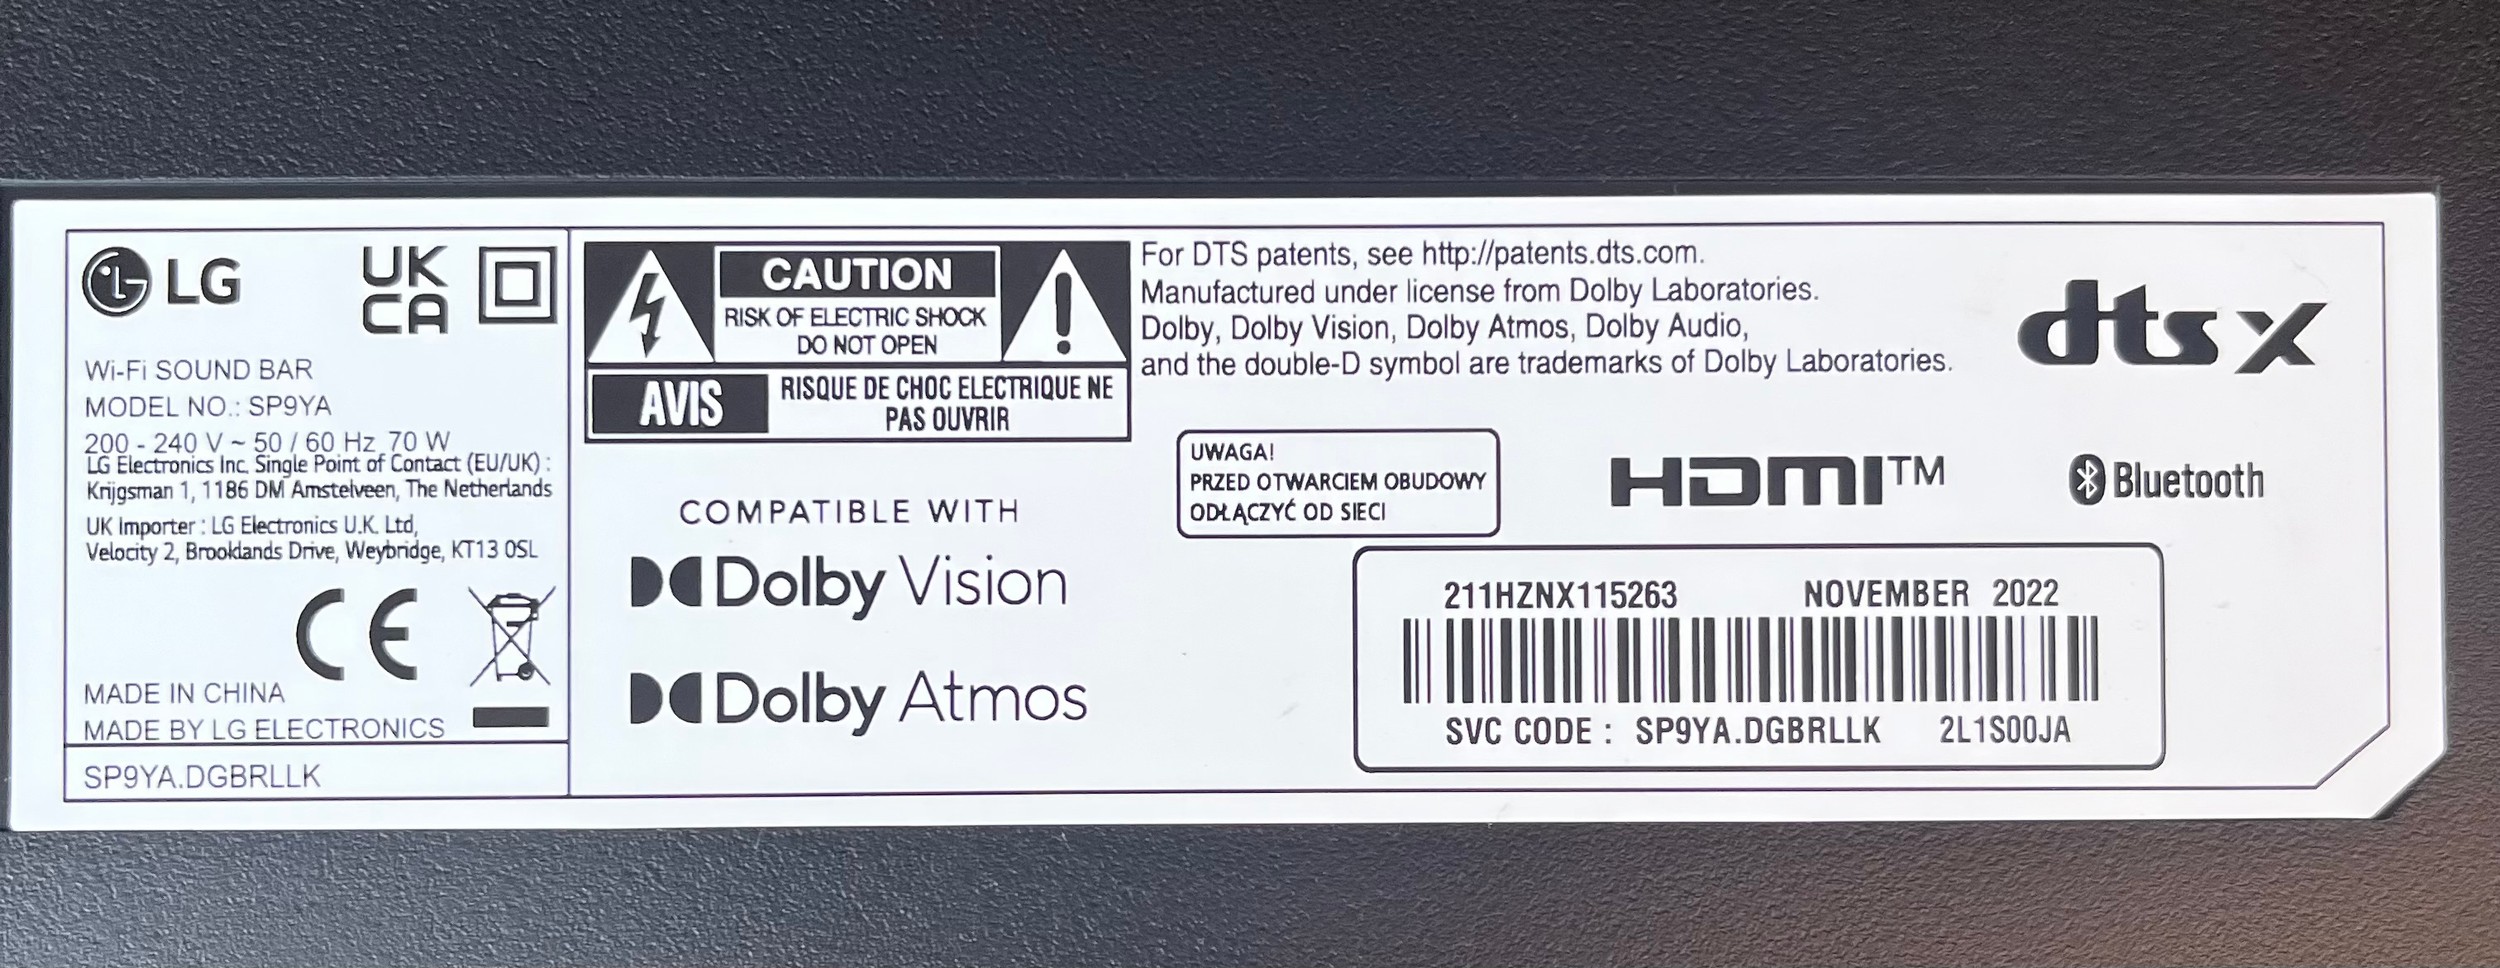 LG
UK
CA
Wi-Fi SOUND BAR
MODEL NO.: SP9YA
200 - 240 V ~ 50 / 60 Hz 70 W
LG Electronics Inc. Single Point of Contact (EU/UK) :
Krijgsman 1, 1186 DM Amstelveen, The Netherlands
UK Importer : LG Electronics U.K. Ltd,
Velocity 2, Brooklands Drive, Weybridge, KT13 0SL
CE
MADE IN CHINA
MADE BY LG ELECTRONICS
SP9YA.DGBRLLK
CAUTION
RISK OF ELECTRIC SHOCK
DO NOT OPEN
AVIS
RISQUE DE CHOC ELECTRIQUE NE
PAS OUVRIR
COMPATIBLE WITH
Dolby Vision
Dolby Atmos
For DTS patents, see http://patents.dts.com.
Manufactured under license from Dolby Laboratories.
Dolby, Dolby Vision, Dolby Atmos, Dolby Audio,
and the double-D symbol are trademarks of Dolby Laboratories.
dts X
UWAGA!
PRZED OTWARCIEM OBUDOWY
ODŁĄCZYĆ OD SIECI
HDMI™
Bluetooth
211HZNX115263 NOVEMBER 2022
SVC CODE : SP9YA.DGBRLLK 2L1S00JA